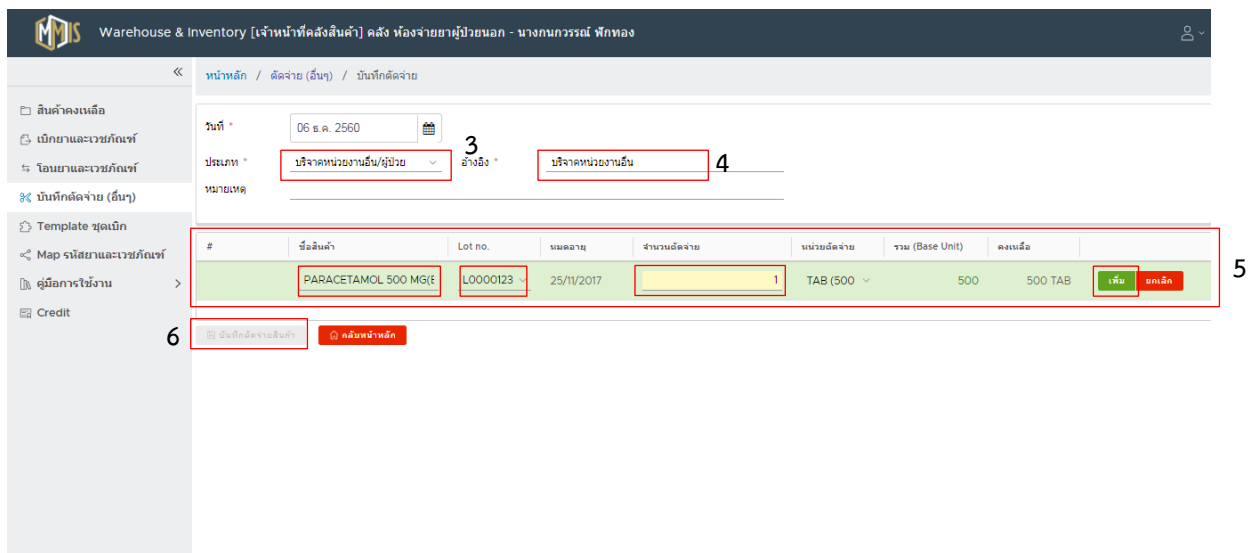 MMIS Warehouse & Inventory [เจ้าหน้าที่คลังสินค้า] คลัง ห้องจ่ายยาผู้ป่วยนอก - นางกนกวรรณ์ ฟักทอง
หน้าหลัก / ตัดจ่าย (อื่นๆ) / บันทึกตัดจ่าย
สินค้าคงเหลือ
เบิกยาและเวชภัณฑ์
โอนยาและเวชภัณฑ์
บันทึกตัดจ่าย (อื่นๆ)
Template ชุดเบิก
Map รหัสยาและเวชภัณฑ์
คู่มือการใช้งาน
Credit
วันที่ * 06 ธ.ค. 2560
ประเภท * บริจาคหน่วยงานอื่น/ผู้ป่วย 3 อ้างอิง * บริจาคหน่วยงานอื่น 4
หมายเหตุ
# ชื่อสินค้า Lot no. หมดอายุ จำนวนตัดจ่าย หน่วยตัดจ่าย รวม (Base Unit) คงเหลือ
PARACETAMOL 500 MG(E L0000123 25/11/2017 1 TAB (500 500 500 TAB เพิ่ม ยกเลิก
5
6 บันทึกตัดจ่ายสินค้า กลับหน้าหลัก